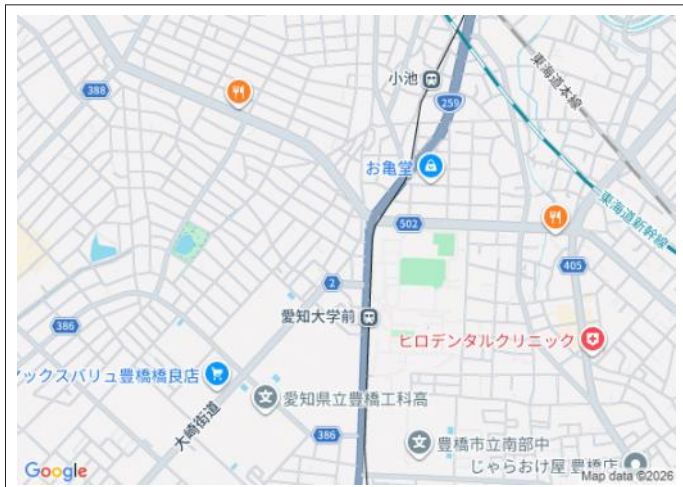 小池
東海道本線
388
259
お亀堂
東海道新幹線
502
405
2
386
愛知大学前
ヒロデンタルクリニック
アックスバリュ豊橋橋良店
愛知県立豊橋工科高
大崎街道
386
豊橋市立南部中
じゃらおけ屋 豊橋店
Google
Map data ©2026